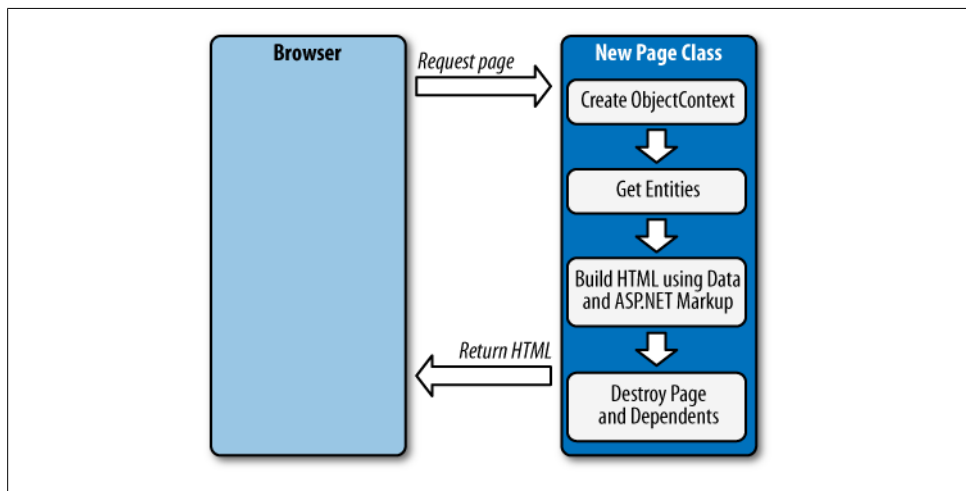 Browser
Request page
New Page Class
Create ObjectContext
Get Entities
Build HTML using Data
and ASP.NET Markup
Return HTML
Destroy Page
and Dependents